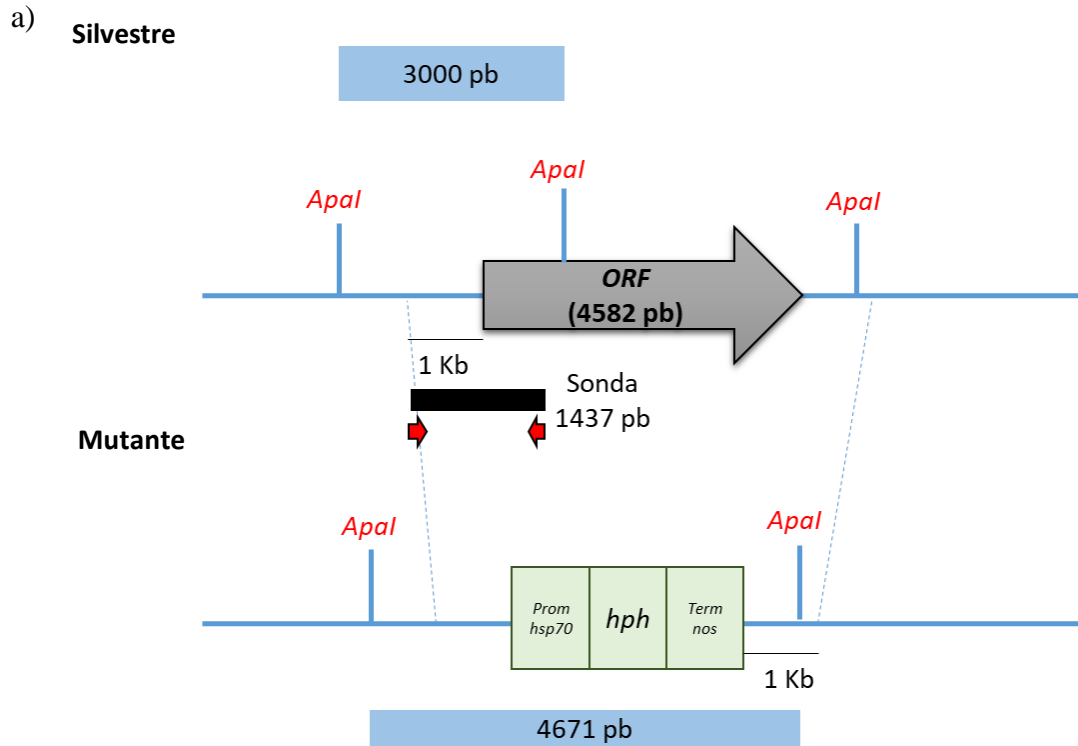 a)
Silvestre
3000 pb
ApaI
ApaI
ApaI
ORF
(4582 pb)
1 Kb
Sonda
1437 pb
Mutante
ApaI
ApaI
Prom
hsp70
hph
Term
nos
1 Kb
4671 pb